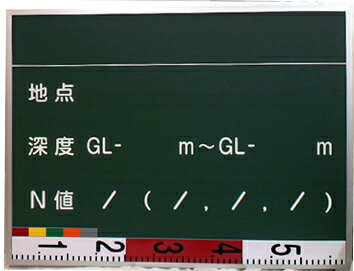 地点
深度 GL- m～GL- m
N値 / ( / , / , / )
1 2 3 4 5